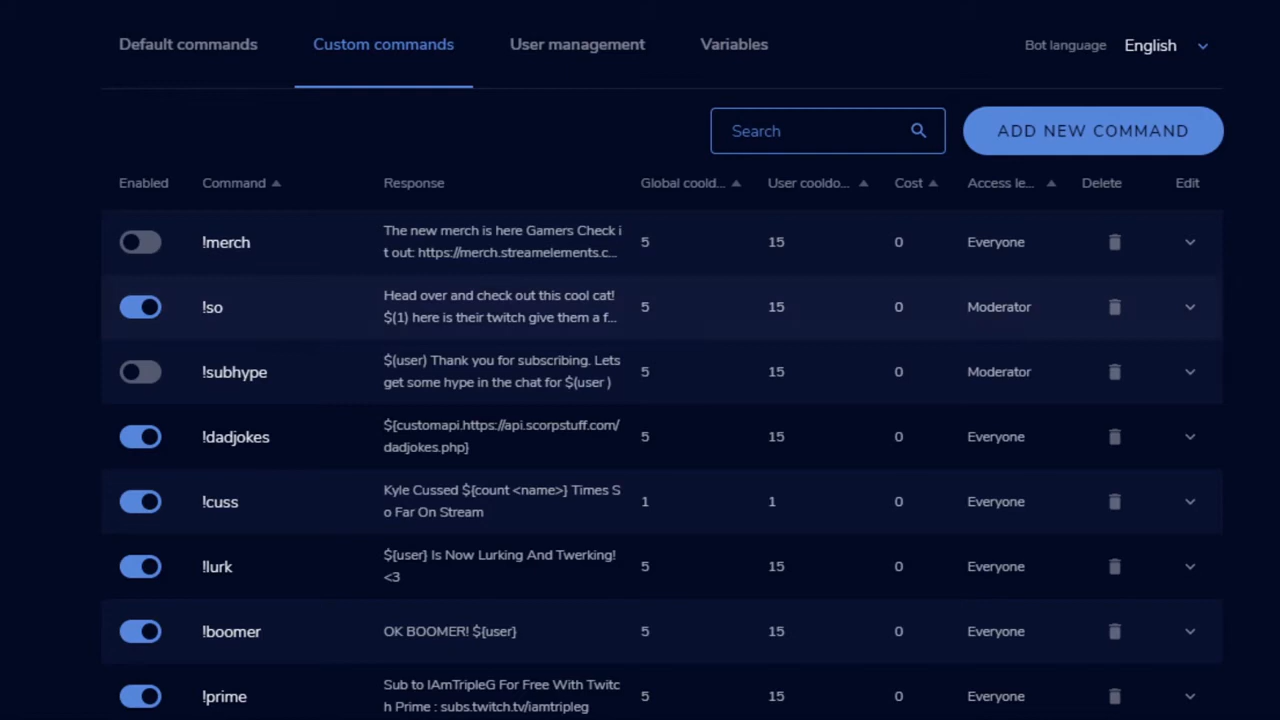 Default commands Custom commands User management Variables Bot language English
Search ADD NEW COMMAND
Enabled Command Response Global coold... User cooldo... Cost Access le... Delete Edit
The new merch is here Gamers Check i
!merch 5 15 0 Everyone
t out: https://merch.streamelements.c...
Head over and check out this cool cat!
!so 5 15 0 Moderator
$(1) here is their twitch give them a f...
$(user) Thank you for subscribing. Lets
!subhype 5 15 0 Moderator
get some hype in the chat for $(user )
${customapi.https://api.scorpstuff.com/
!dadjokes 5 15 0 Everyone
dadjokes.php}
Kyle Cussed ${count <name>} Times S
!cuss 1 1 0 Everyone
o Far On Stream
${user} Is Now Lurking And Twerking!
!lurk 5 15 0 Everyone
<3
!boomer OK BOOMER! ${user} 5 15 0 Everyone
Sub to IAmTripleG For Free With Twitc
!prime 5 15 0 Everyone
h Prime : subs.twitch.tv/iamtripleg